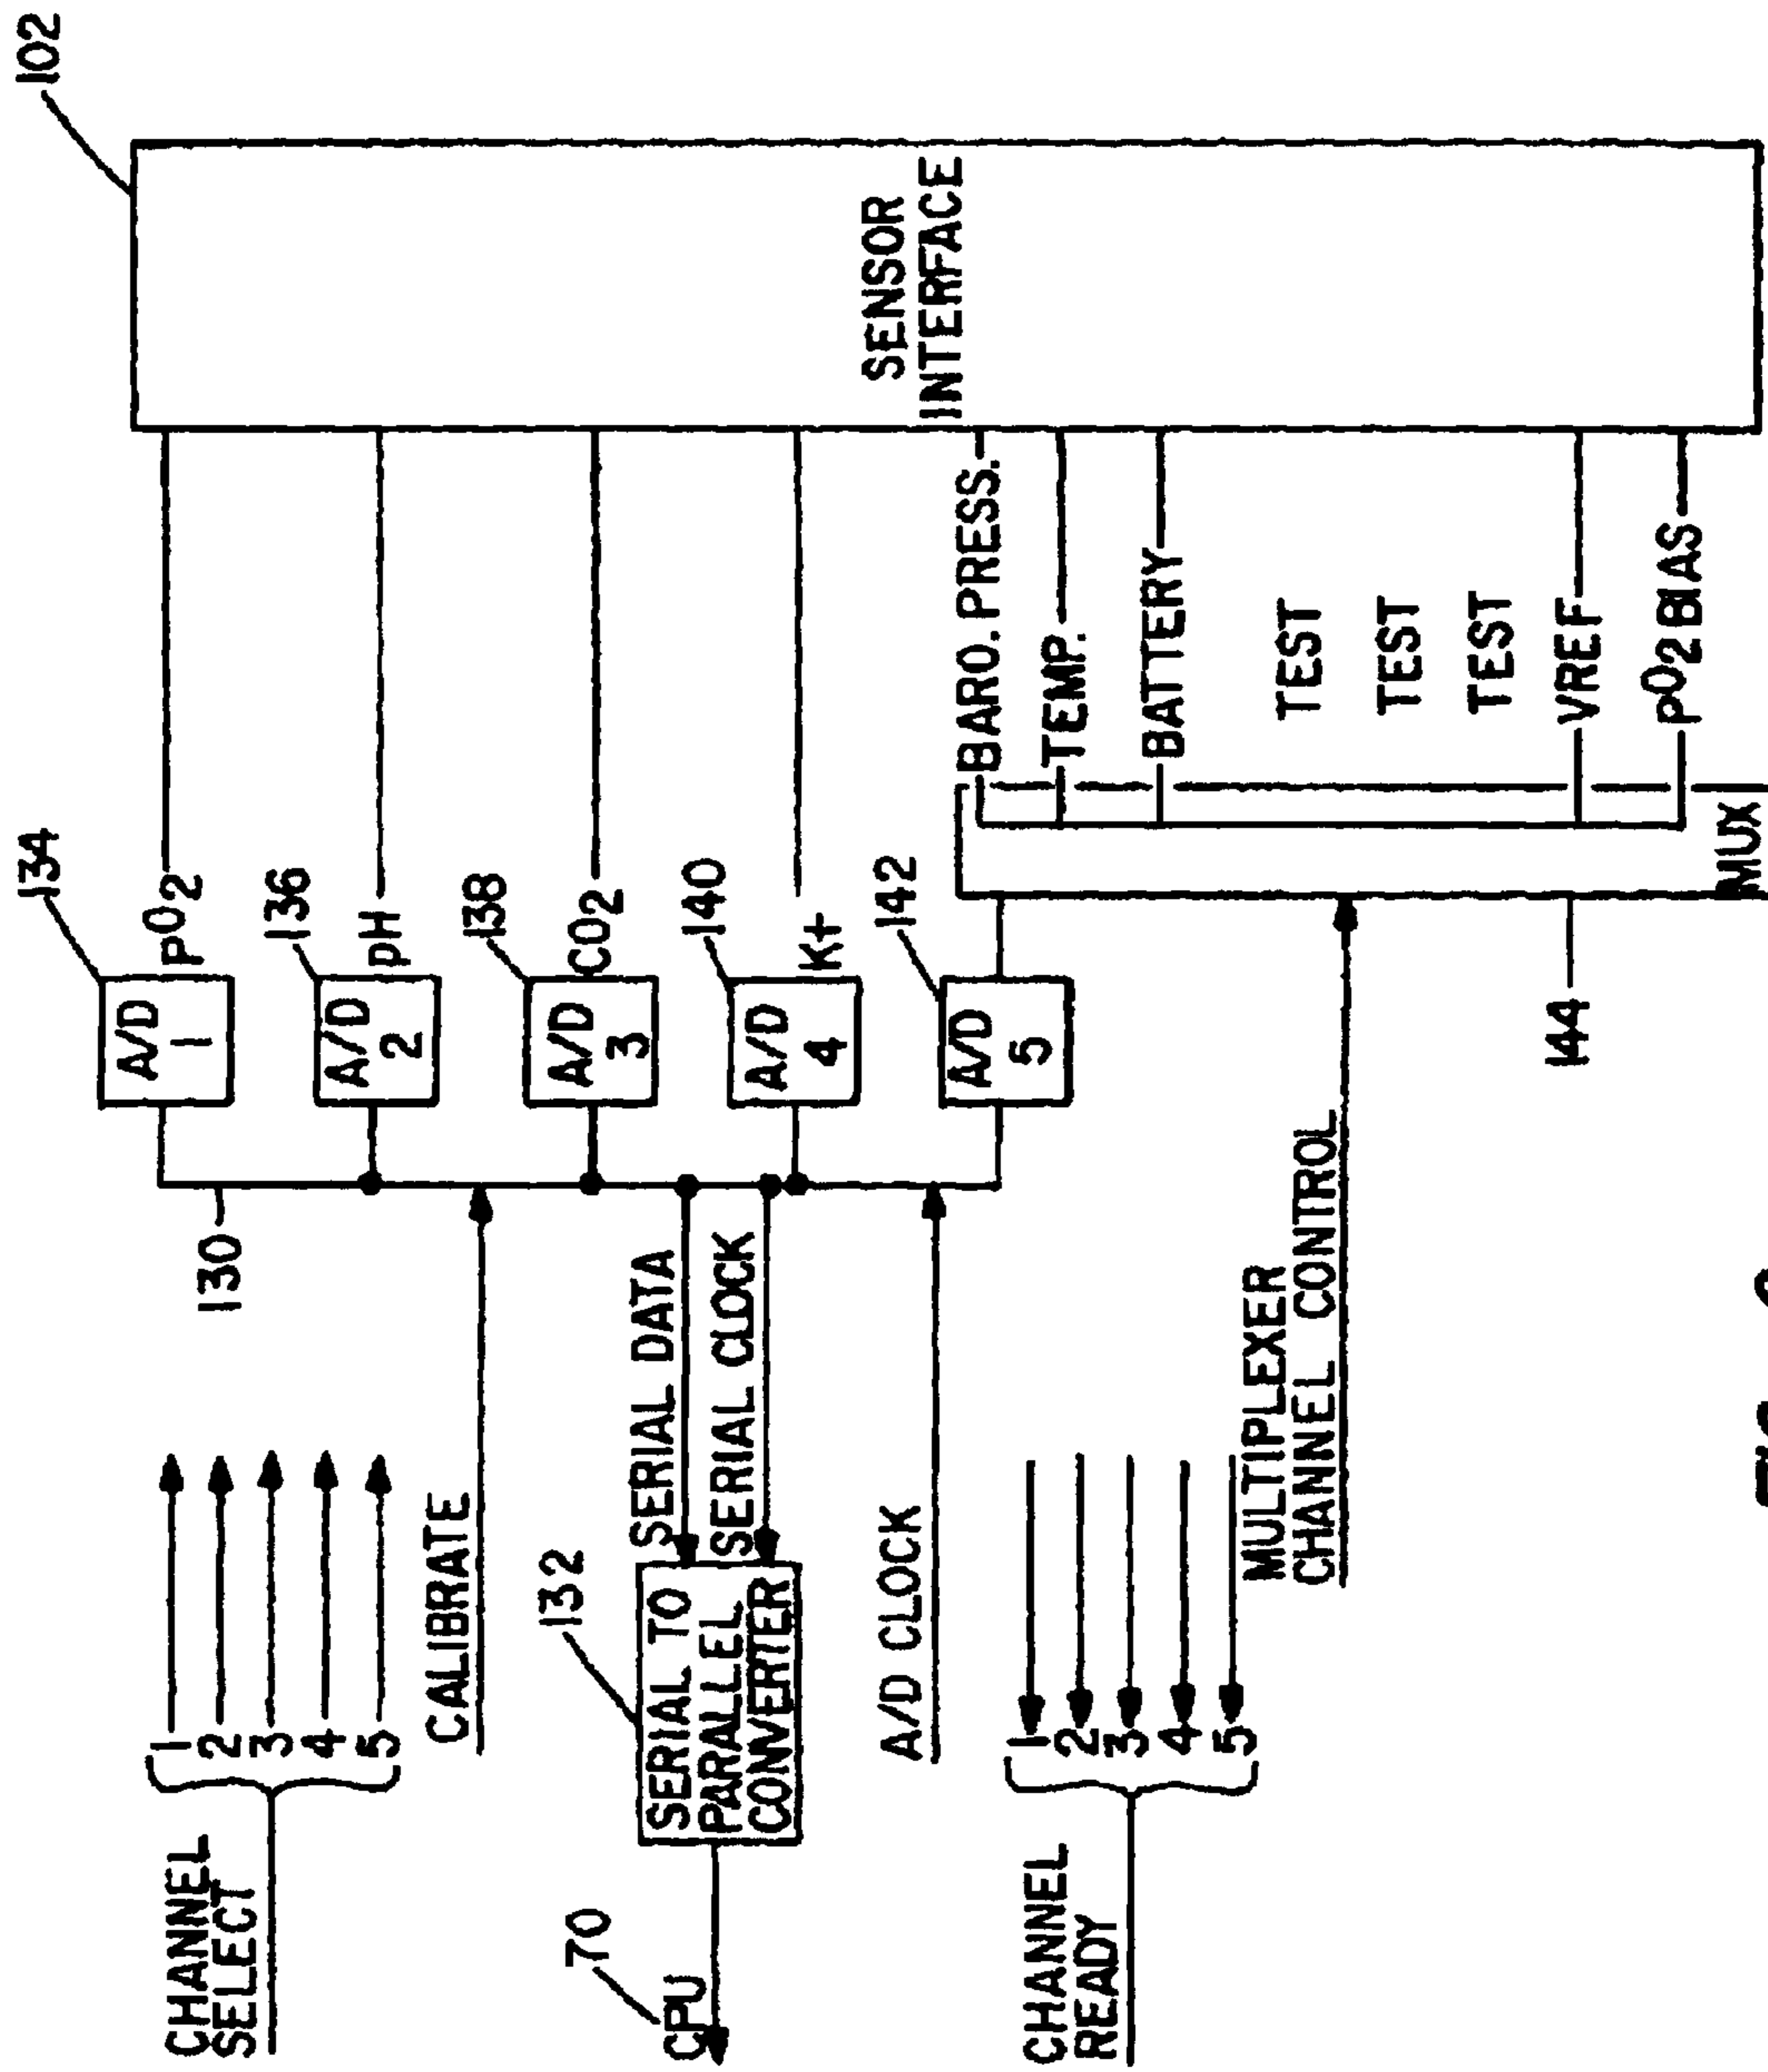 102
134
CHANNEL
SELECT
1
2
3
4
5
130
A/D
1
pO2
136
A/D
2
pH
CALIBRATE
138
A/D
3
CO2
70
CPU
132
SERIAL TO
PARALLEL
CONVERTER
SERIAL DATA
SERIAL CLOCK
140
A/D
4
K+
SENSOR
INTERFACE
A/D CLOCK
142
A/D
5
BARO. PRESS.
TEMP.
BATTERY
CHANNEL
READY
1
2
3
4
5
MULTIPLEXER
CHANNEL CONTROL
TEST
TEST
TEST
VREF
pO2 BIAS
144
MUX
FIG.